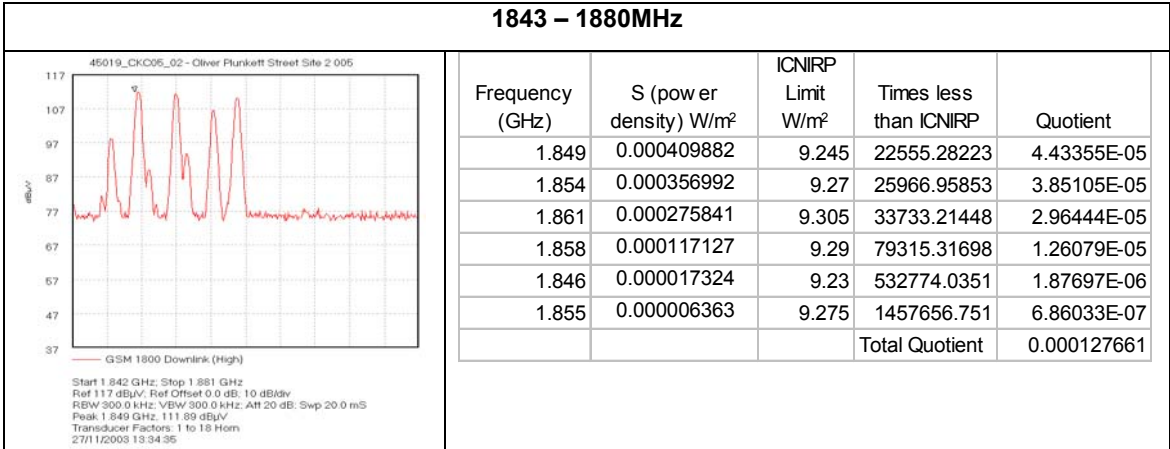 1843 – 1880MHz
45019_CKC05_02 - Oliver Plunkett Street Site 2 005
117
107
97
87
77
67
57
47
37
dBµV
GSM 1800 Downlink (High)
Start 1.842 GHz; Stop 1.881 GHz
Ref 117 dBµV; Ref Offset 0.0 dB; 10 dB/div
RBW 300.0 kHz; VBW 300.0 kHz; Att 20 dB; Swp 20.0 mS
Peak 1.849 GHz, 111.89 dBµV
Transducer Factors: 1 to 18 Horn
27/11/2003 13:34:35
Frequency (GHz) S (power density) W/m² ICNIRP Limit W/m² Times less than ICNIRP Quotient
1.849 0.000409882 9.245 22555.28223 4.43355E-05
1.854 0.000356992 9.27 25966.95853 3.85105E-05
1.861 0.000275841 9.305 33733.21448 2.96444E-05
1.858 0.000117127 9.29 79315.31698 1.26079E-05
1.846 0.000017324 9.23 532774.0351 1.87697E-06
1.855 0.000006363 9.275 1457656.751 6.86033E-07
Total Quotient 0.000127661